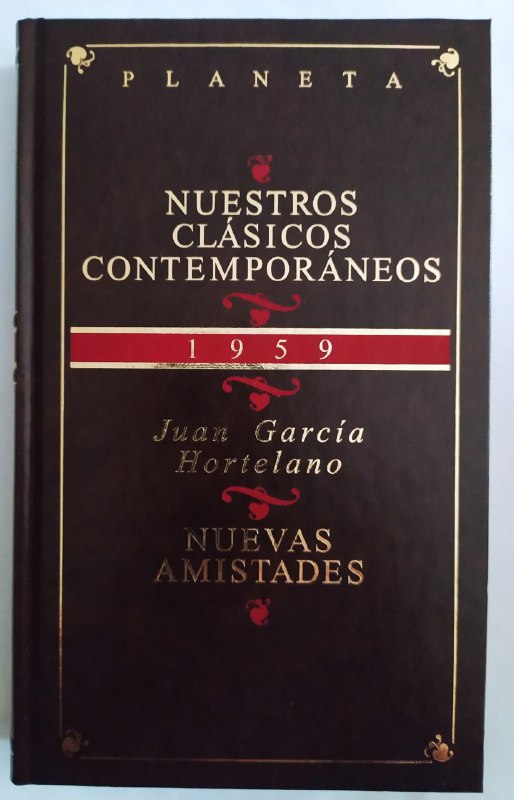 PLANETA
NUESTROS
CLÁSICOS
CONTEMPORÁNEOS
1959
Juan García
Hortelano
NUEVAS
AMISTADES